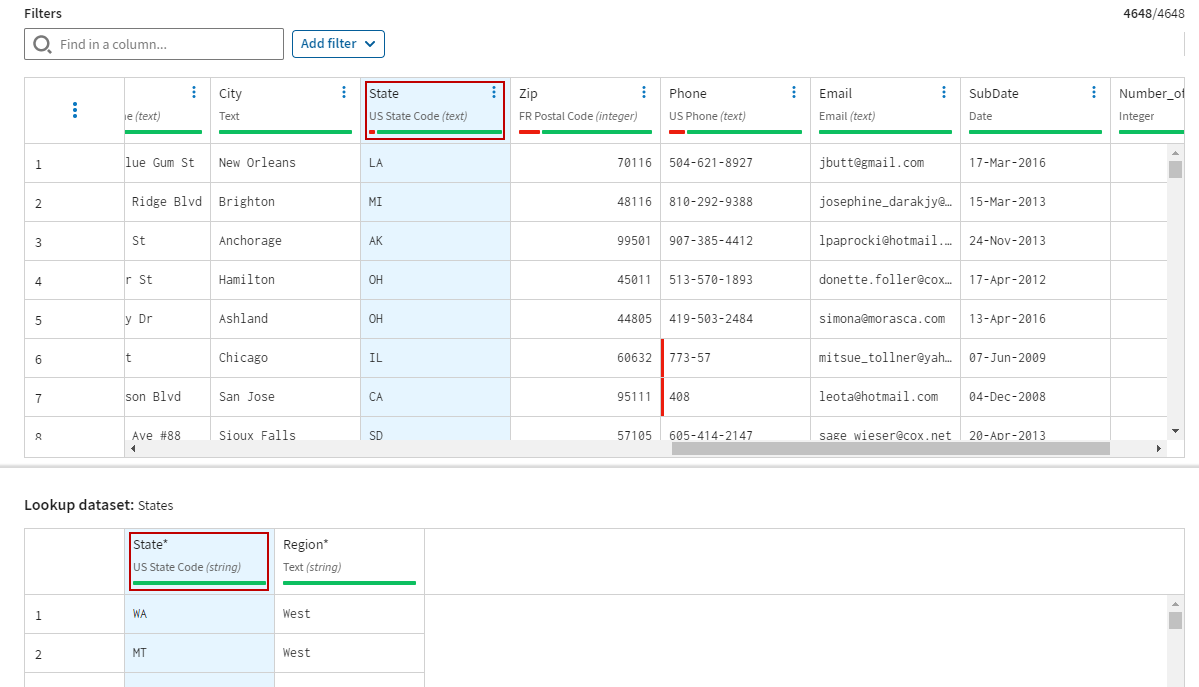 Filters 4648/4648
Find in a column... Add filter
City State Zip Phone Email SubDate Number_of
e (text) Text US State Code (text) FR Postal Code (integer) US Phone (text) Email (text) Date Integer
1 lue Gum St New Orleans LA 70116 504-621-8927 jbutt@gmail.com 17-Mar-2016
2 Ridge Blvd Brighton MI 48116 810-292-9388 josephine_darakjy@… 15-Mar-2013
3 St Anchorage AK 99501 907-385-4412 lpaprocki@hotmail.… 24-Nov-2013
4 r St Hamilton OH 45011 513-570-1893 donette.foller@cox… 17-Apr-2012
5 y Dr Ashland OH 44805 419-503-2484 simona@morasca.com 13-Apr-2016
6 t Chicago IL 60632 773-57 mitsue_tollner@yah… 07-Jun-2009
7 son Blvd San Jose CA 95111 408 leota@hotmail.com 04-Dec-2008
8 Ave #88 Sioux Falls SD 57105 605-414-2147 sage_wieser@cox.net 20-Apr-2013
Lookup dataset: States
State* Region*
US State Code (string) Text (string)
1 WA West
2 MT West